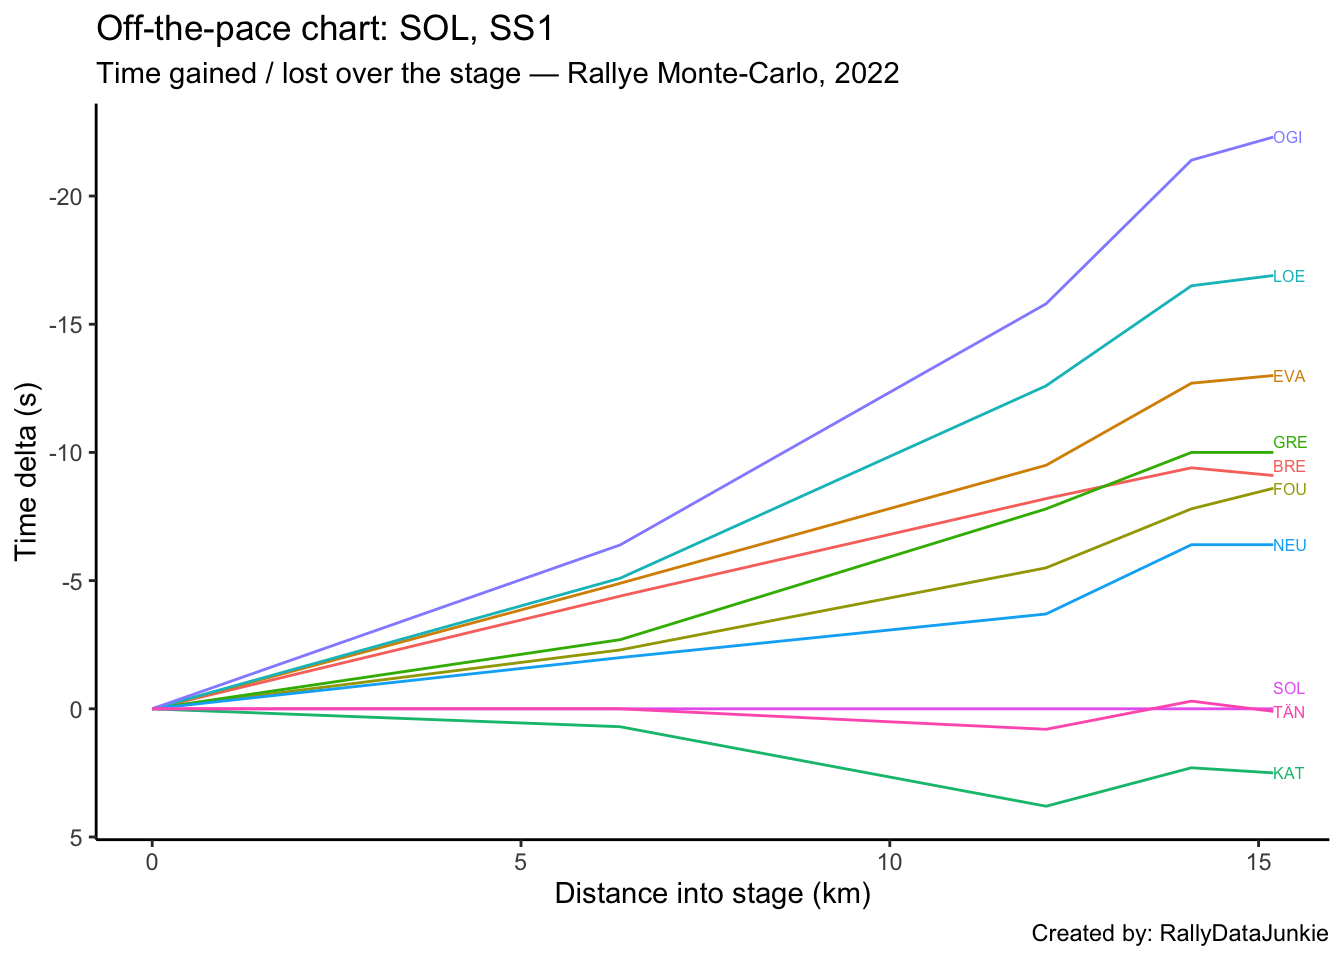 Off-the-pace chart: SOL, SS1
Time gained / lost over the stage — Rallye Monte-Carlo, 2022
Time delta (s)
-20
-15
-10
-5
0
5
OGI
LOE
EVA
GRE
BRE
FOU
NEU
SOL
TÄN
KAT
0 5 10 15
Distance into stage (km)
Created by: RallyDataJunkie